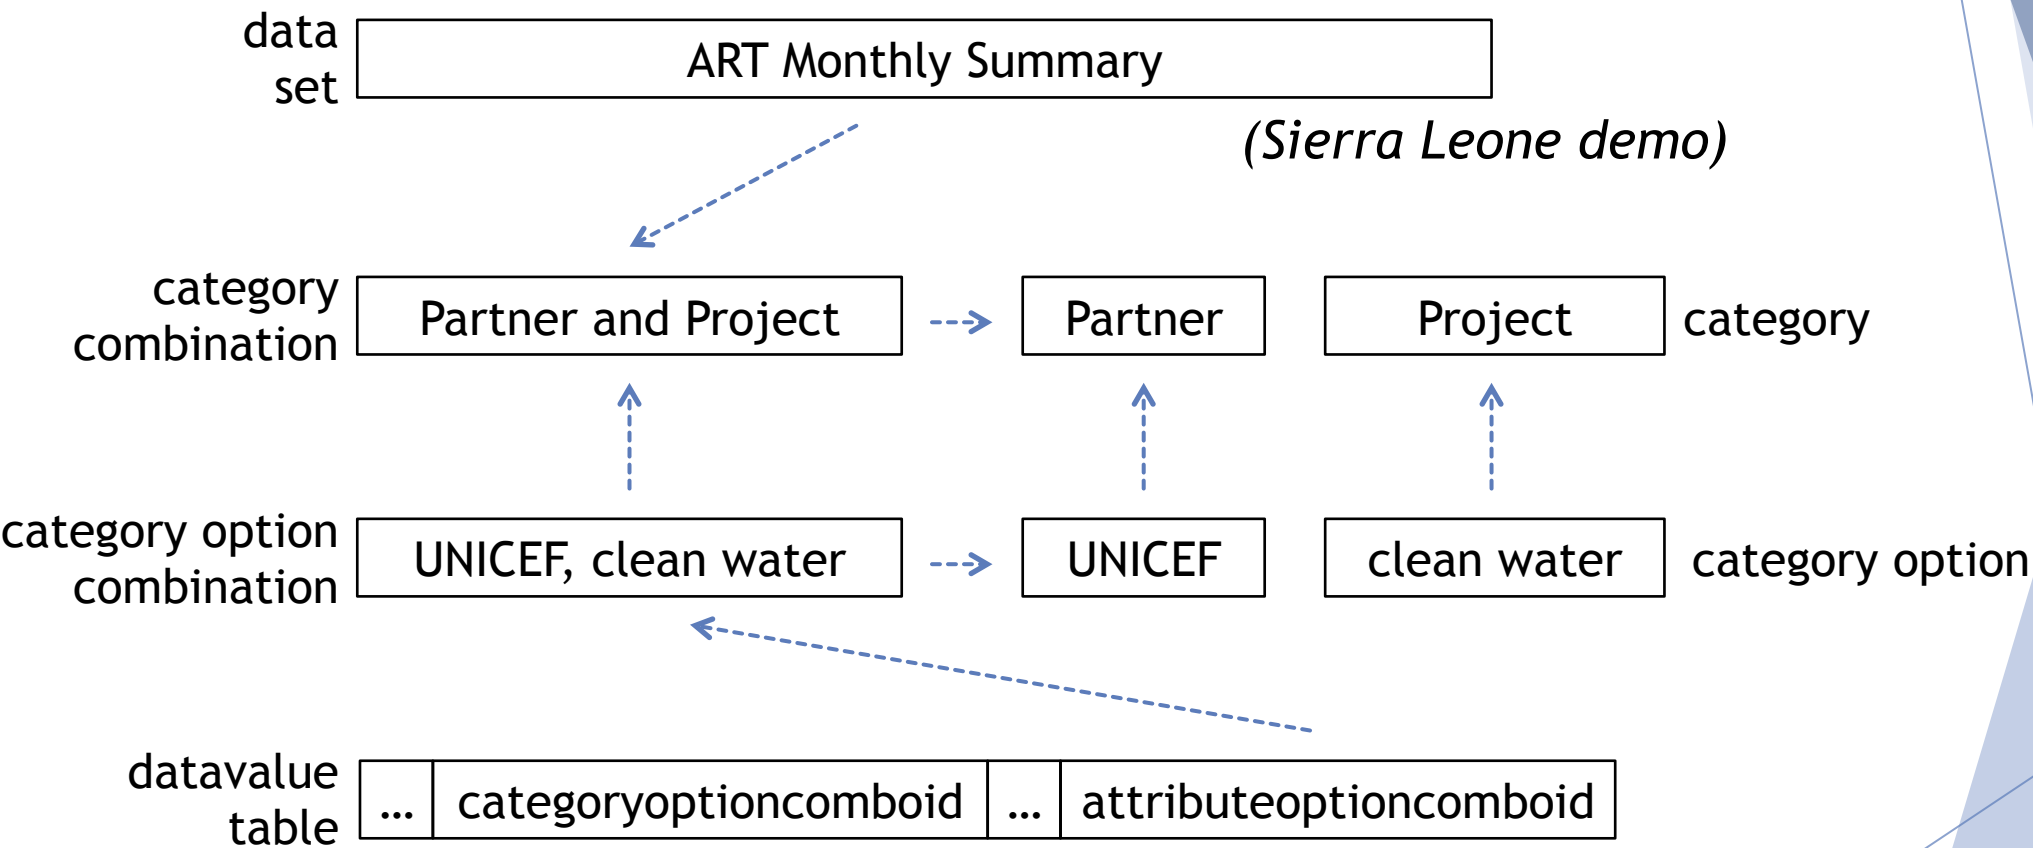 data
set
ART Monthly Summary
(Sierra Leone demo)
category
combination
Partner and Project
Partner
Project
category
category option
combination
UNICEF, clean water
UNICEF
clean water
category option
datavalue
table
...
categoryoptioncomboid
...
attributeoptioncomboid